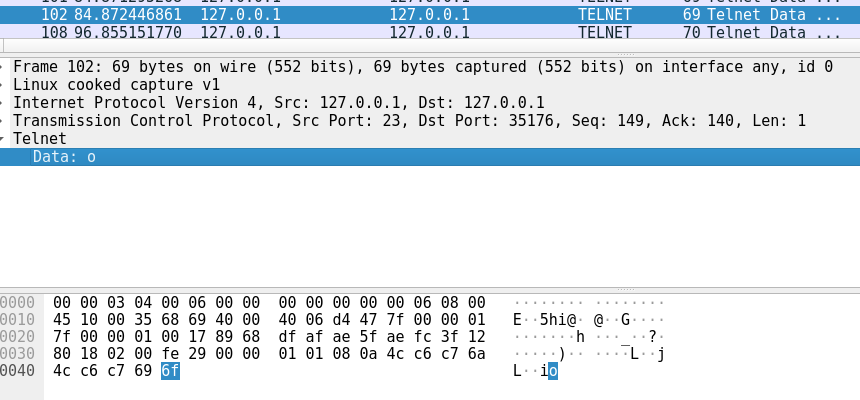 102 84.872446861 127.0.0.1 127.0.0.1 TELNET 69 Telnet Data ...
108 96.855151770 127.0.0.1 127.0.0.1 TELNET 70 Telnet Data ...
Frame 102: 69 bytes on wire (552 bits), 69 bytes captured (552 bits) on interface any, id 0
Linux cooked capture v1
Internet Protocol Version 4, Src: 127.0.0.1, Dst: 127.0.0.1
Transmission Control Protocol, Src Port: 23, Dst Port: 35176, Seq: 149, Ack: 140, Len: 1
Telnet
Data: o
0000 00 00 03 04 00 06 00 00 00 00 00 00 00 06 08 00 ········ ········
0010 45 10 00 35 68 69 40 00 40 06 d4 47 7f 00 00 01 E··5hi@· @··G····
0020 7f 00 00 01 00 17 89 68 df af ae 5f ae fc 3f 12 ·······h ···_··?·
0030 80 18 02 00 fe 29 00 00 01 01 08 0a 4c c6 c7 6a ·····)·· ····L··j
0040 4c c6 c7 69 6f L··io